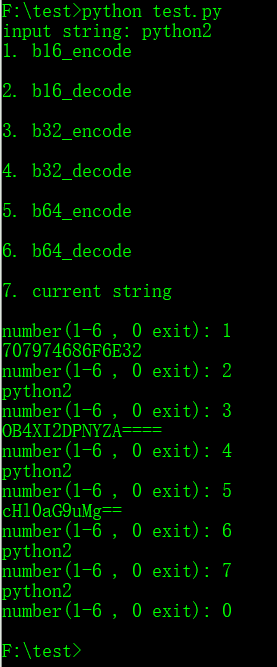 F:\test>python test.py
input string: python2
1. b16_encode
2. b16_decode
3. b32_encode
4. b32_decode
5. b64_encode
6. b64_decode
7. current string
number(1-6 , 0 exit): 1
707974686F6E32
number(1-6 , 0 exit): 2
python2
number(1-6 , 0 exit): 3
OB4XI2DPNYZA====
number(1-6 , 0 exit): 4
python2
number(1-6 , 0 exit): 5
cHl0aG9uMg==
number(1-6 , 0 exit): 6
python2
number(1-6 , 0 exit): 7
python2
number(1-6 , 0 exit): 0
F:\test>